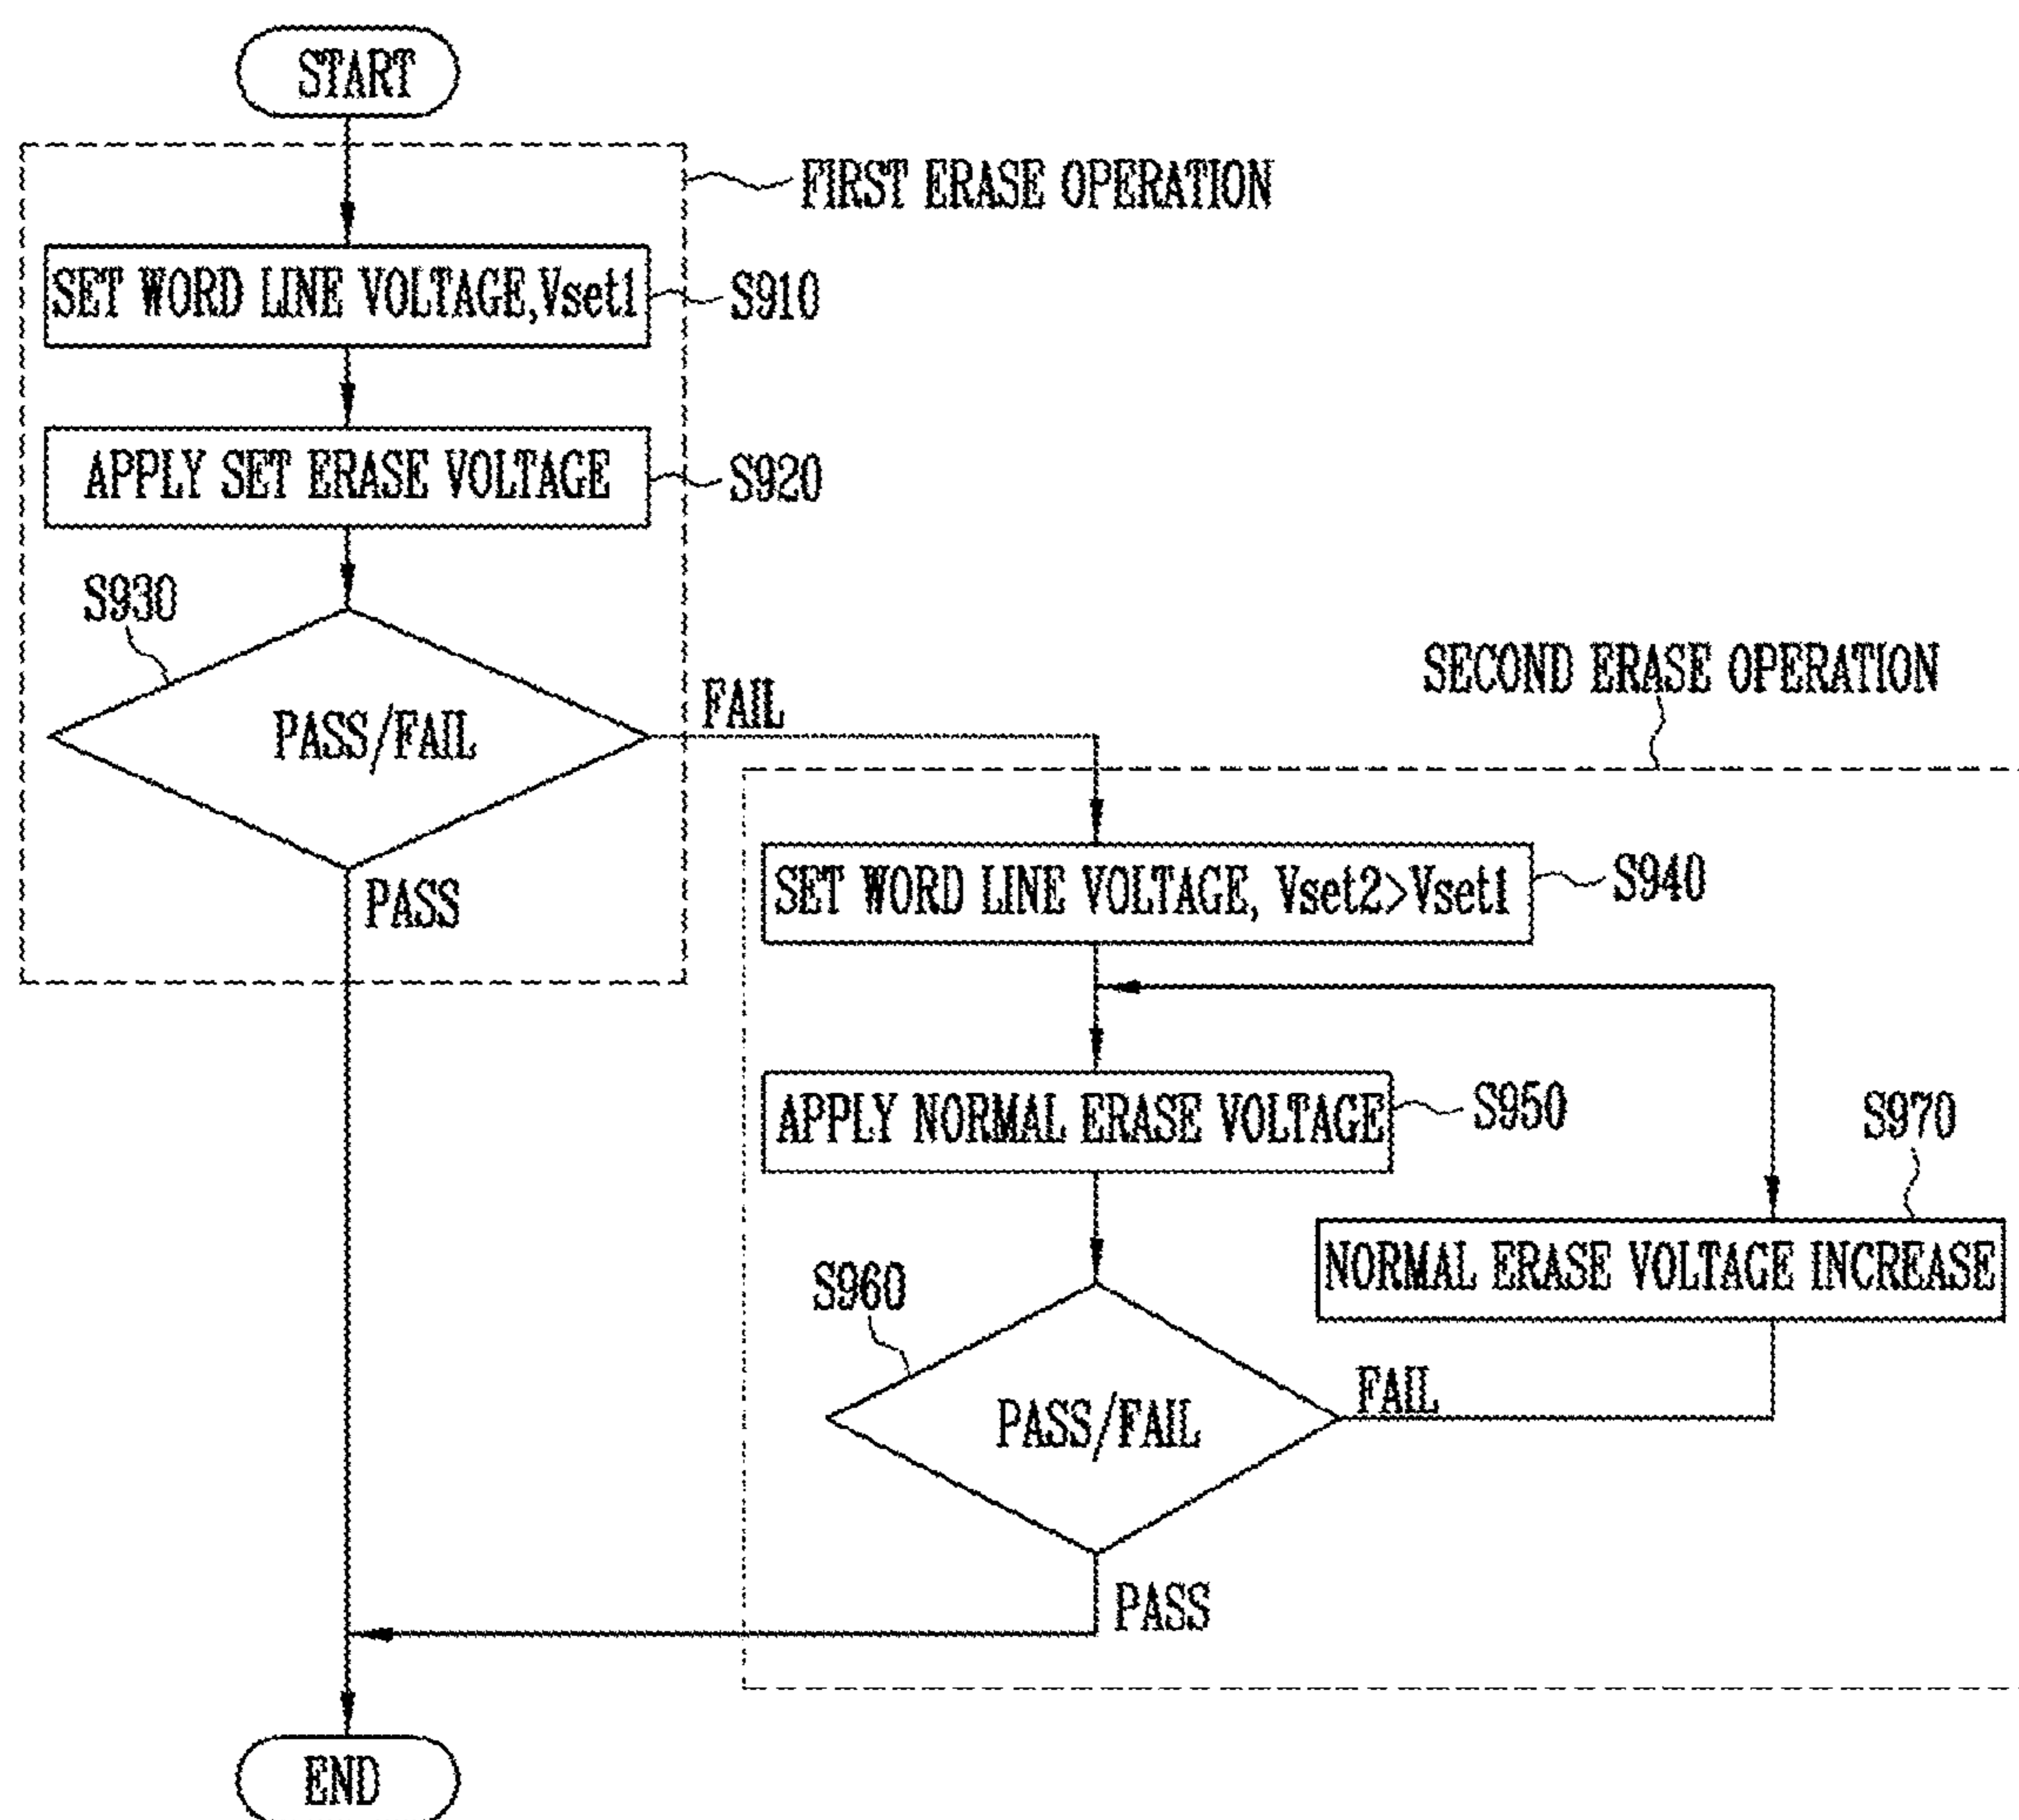 START
FIRST ERASE OPERATION
SET WORD LINE VOLTAGE,Vset1
S910
APPLY SET ERASE VOLTAGE
S920
S930
PASS/FAIL
FAIL
PASS
SECOND ERASE OPERATION
SET WORD LINE VOLTAGE, Vset2>Vset1
S940
APPLY NORMAL ERASE VOLTAGE
S950
S970
NORMAL ERASE VOLTAGE INCREASE
S960
PASS/FAIL
FAIL
PASS
END